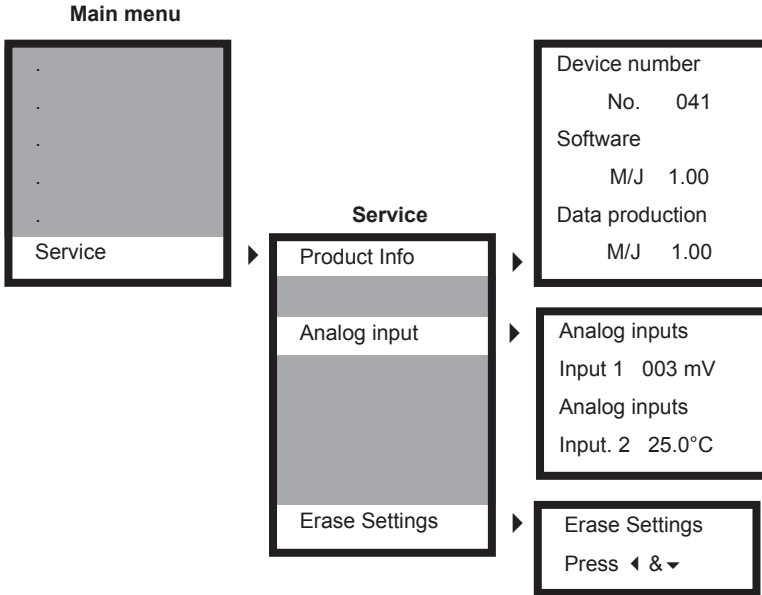 Main menu
.
.
.
.
.
Service
Service
Product Info
Analog input
Erase Settings
Device number
No. 041
Software
M/J 1.00
Data production
M/J 1.00
Analog inputs
Input 1 003 mV
Analog inputs
Input. 2 25.0°C
Erase Settings
Press ◂ & ▾